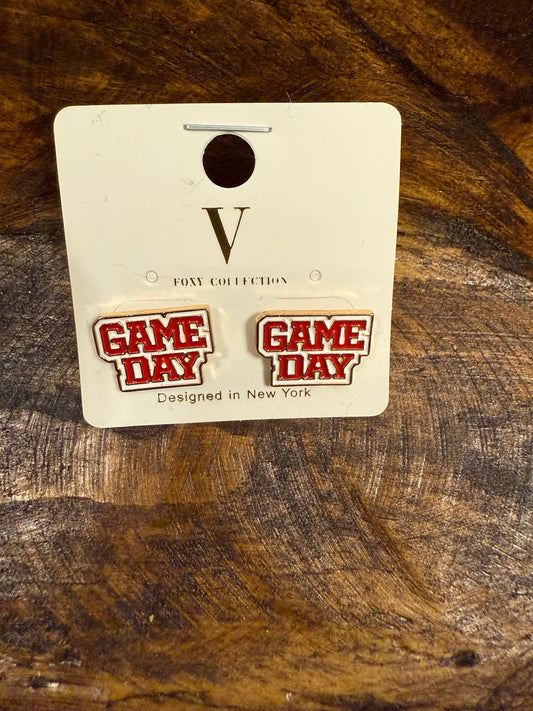 V
FOXY COLLECTION
GAME
DAY
GAME
DAY
Designed in New York